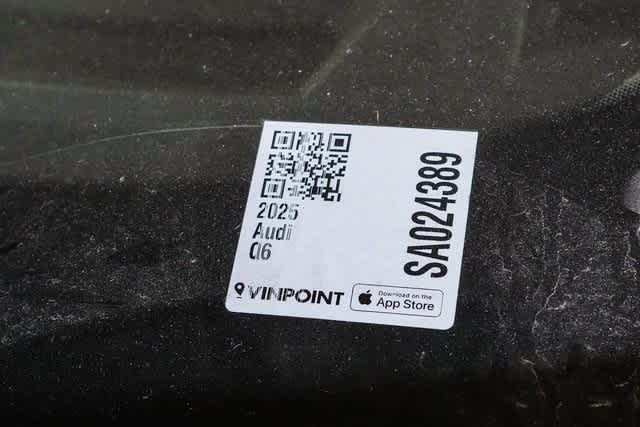 2025
Audi
Q6
SA024389
VINPOINT
Download on the
App Store